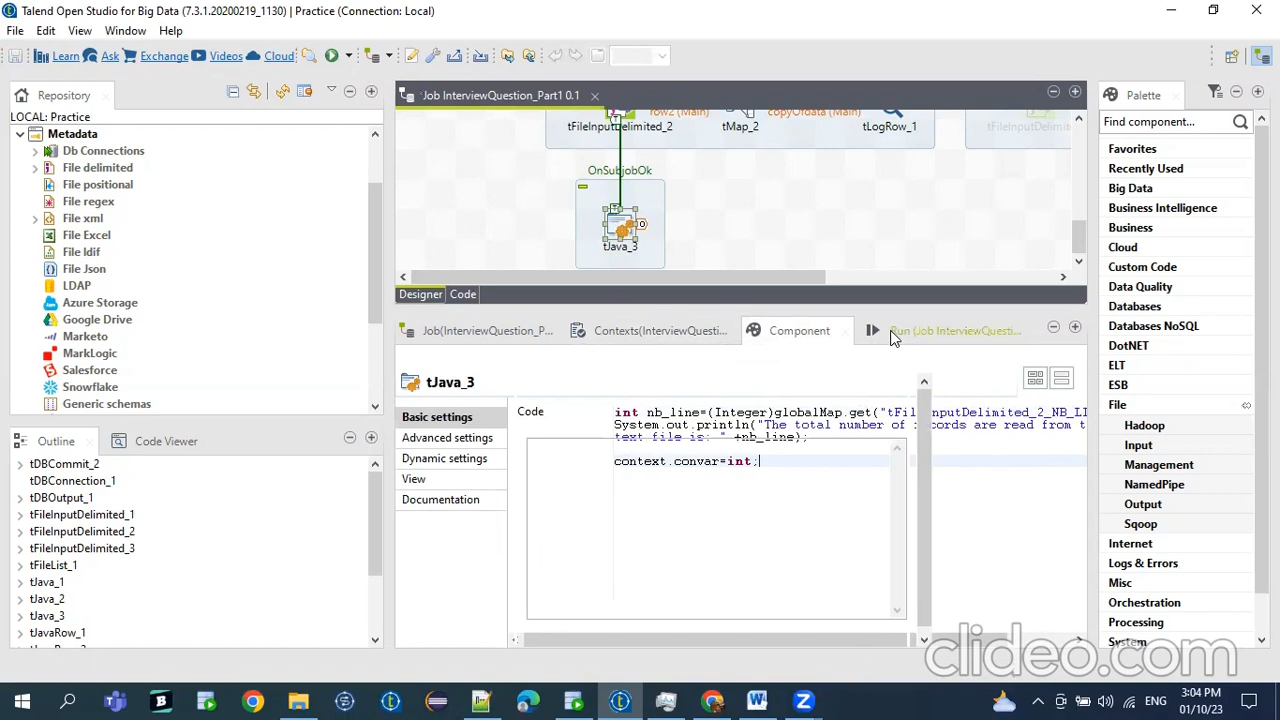 Talend Open Studio for Big Data (7.3.1.20200219_1130) | Practice (Connection: Local)
File Edit View Window Help
Learn Ask Exchange Videos Cloud
Repository
LOCAL: Practice
Metadata
Db Connections
File delimited
File positional
File regex
File xml
File Excel
File ldif
File Json
LDAP
Azure Storage
Google Drive
Marketo
MarkLogic
Salesforce
Snowflake
Generic schemas
Outline
Code Viewer
tDBCommit_2
tDBConnection_1
tDBOutput_1
tFileInputDelimited_1
tFileInputDelimited_2
tFileInputDelimited_3
tFileList_1
tJava_1
tJava_2
tJava_3
tJavaRow_1
*Job InterviewQuestion_Part1 0.1
row2 (Main) copyOfdata (Main)
tFileInputDelimited_2 tMap_2 tLogRow_1 tFileInputDelimit
OnSubjobOk
tJava_3
Designer Code
Job(InterviewQuestion_P... Contexts(InterviewQuesti... Component Run (Job InterviewQuesti...
tJava_3
Basic settings
Advanced settings
Dynamic settings
View
Documentation
Code
int nb_line=(Integer)globalMap.get("tFileInputDelimited_2_NB_LI
System.out.println("The total number of records are read from t
text file is: " +nb_line);
context.convar=int;
Palette
Find component...
Favorites
Recently Used
Big Data
Business Intelligence
Business
Cloud
Custom Code
Data Quality
Databases
Databases NoSQL
DotNET
ELT
ESB
File
Hadoop
Input
Management
NamedPipe
Output
Sqoop
Internet
Logs & Errors
Misc
Orchestration
Processing
System
clideo.com
ENG
3:04 PM
01/10/23